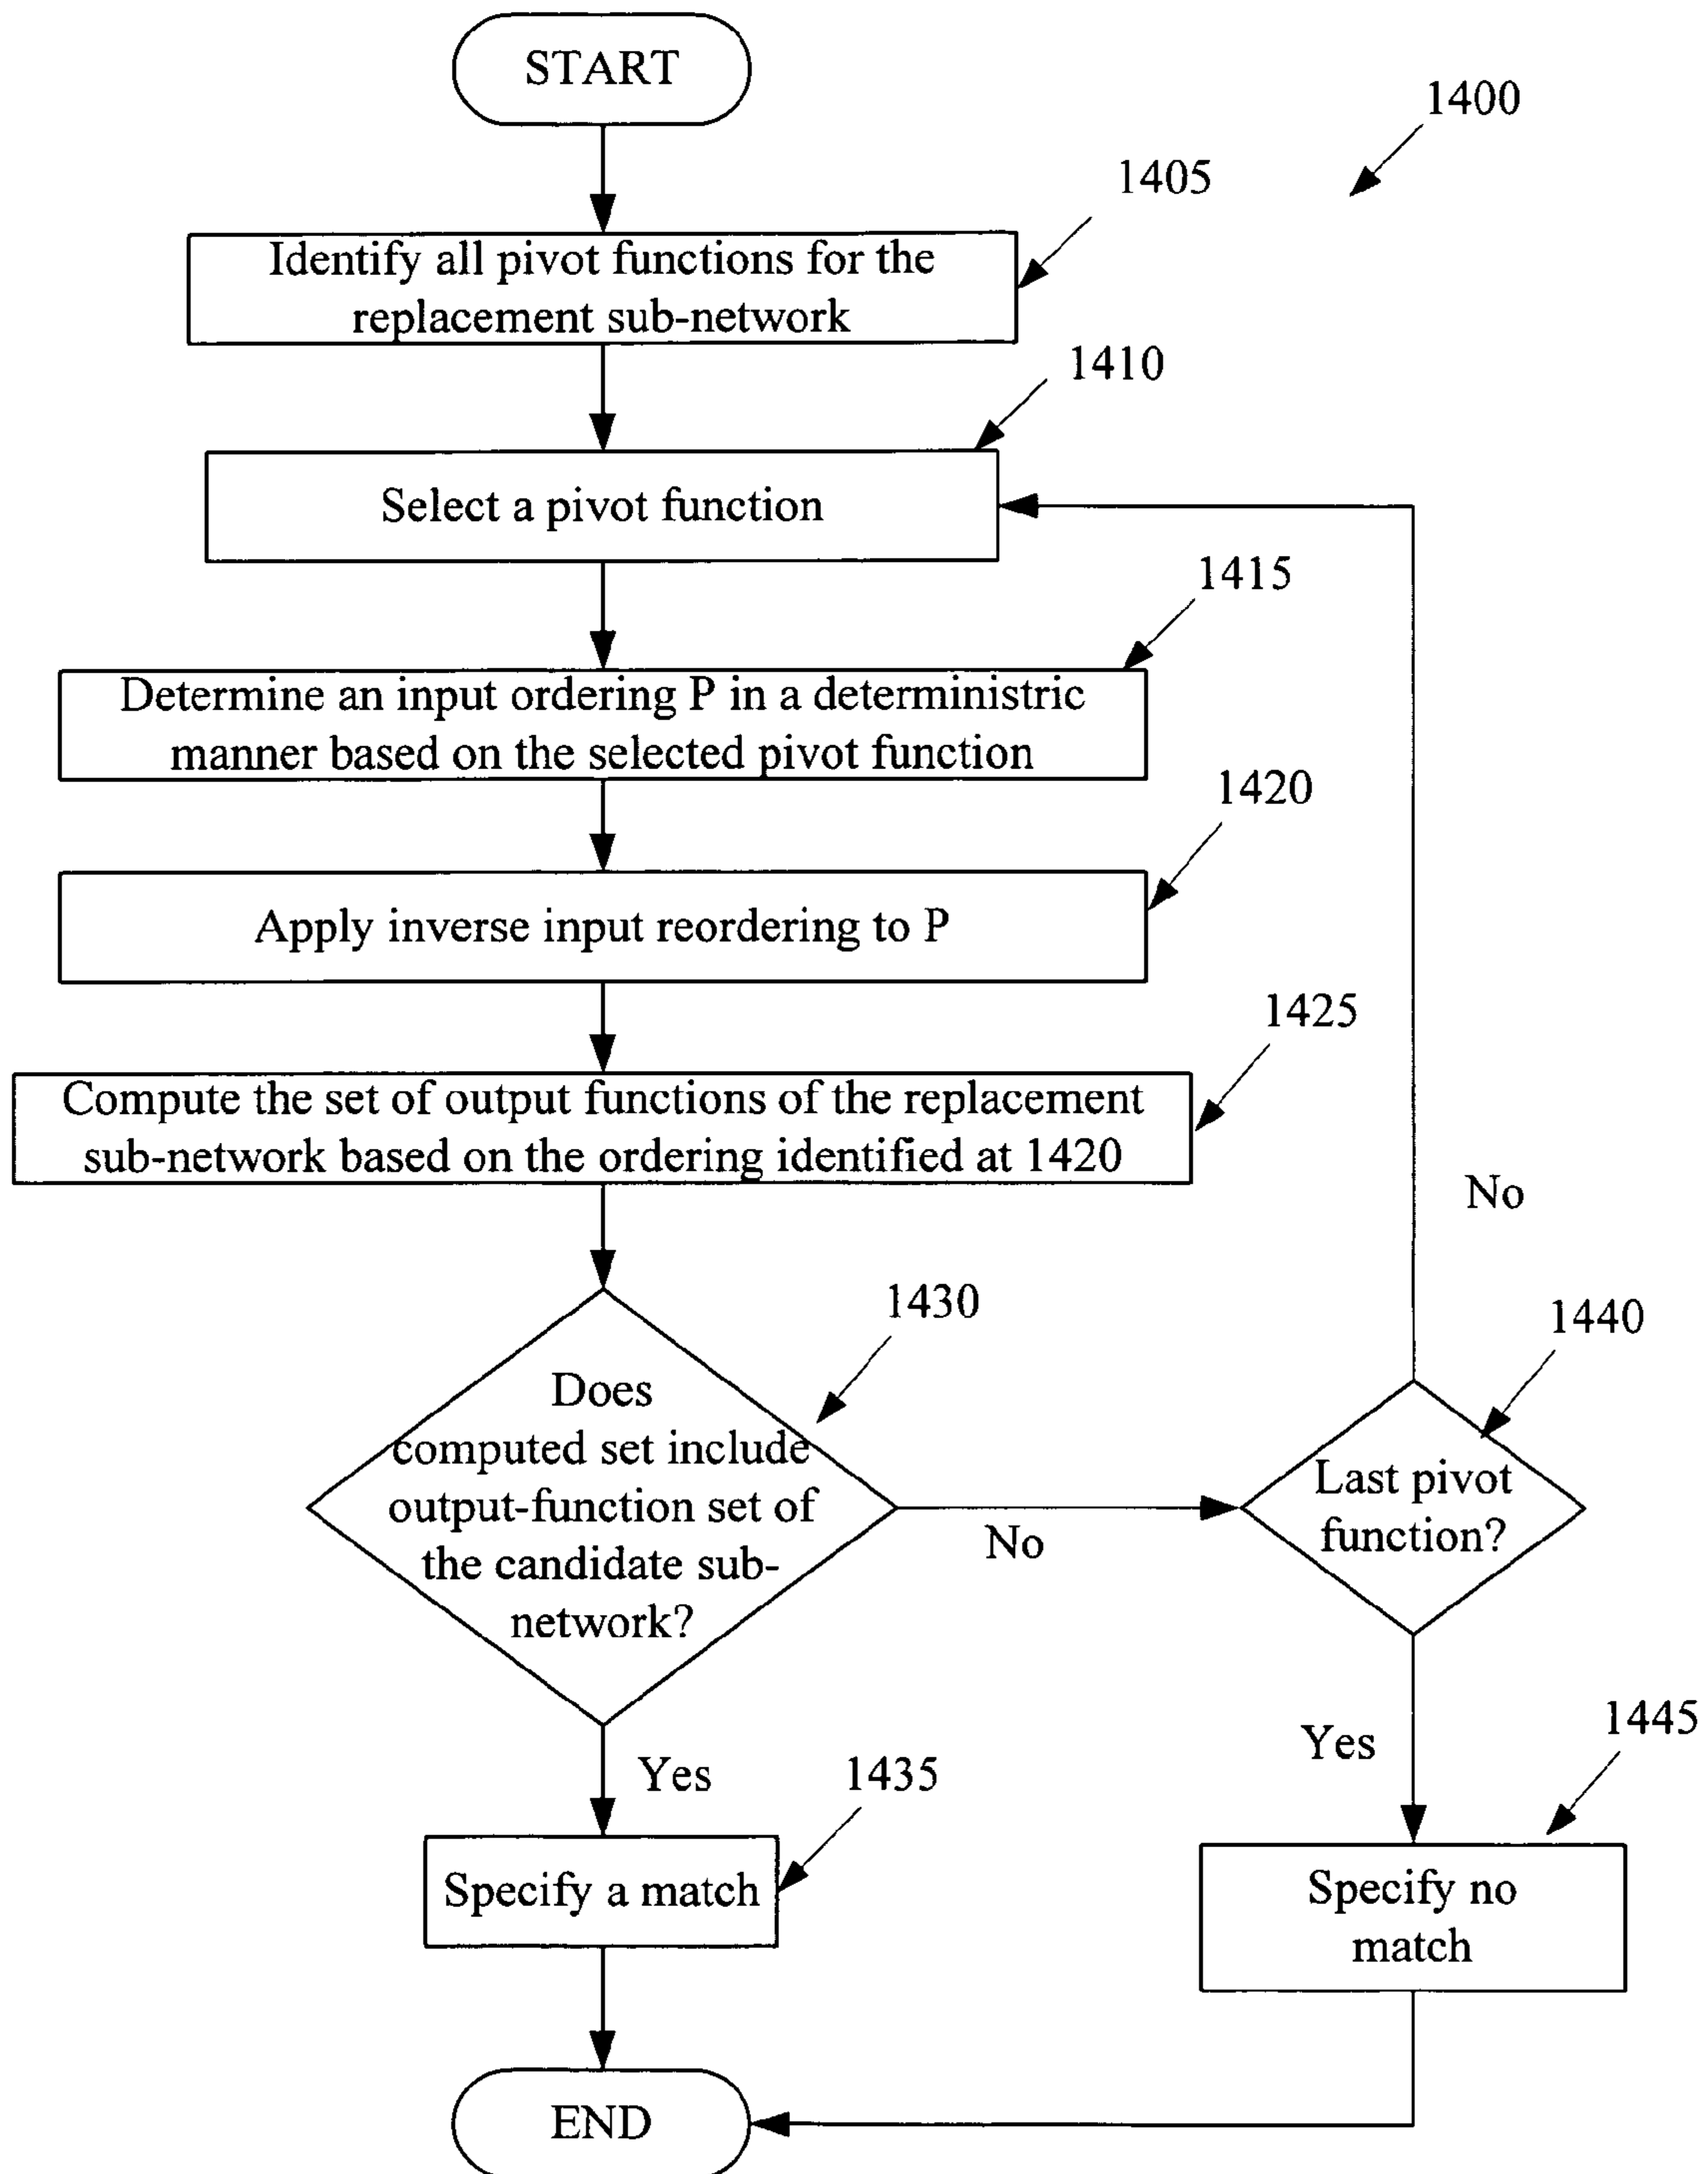 START
1400
1405
Identify all pivot functions for the
replacement sub-network
1410
Select a pivot function
1415
Determine an input ordering P in a deterministric
manner based on the selected pivot function
1420
Apply inverse input reordering to P
1425
Compute the set of output functions of the replacement
sub-network based on the ordering identified at 1420
No
1430
1440
Does
computed set include
output-function set of
the candidate sub-
network?
No
Last pivot
function?
Yes
1435
Yes
1445
Specify a match
Specify no
match
END